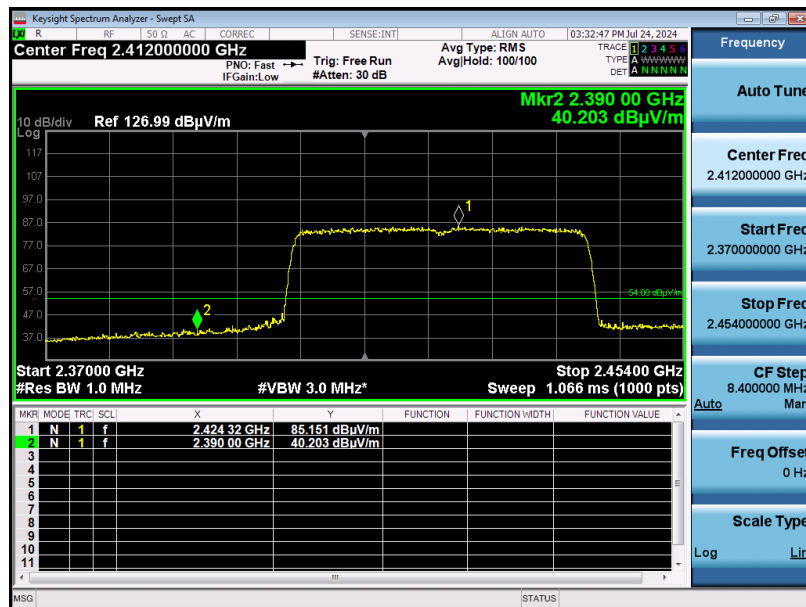 Keysight Spectrum Analyzer - Swept SA
LXI R RF 50 Ω AC CORREC SENSE:INT ALIGN AUTO 03:32:47 PM Jul 24, 2024
Center Freq 2.412000000 GHz
PNO: Fast
IFGain:Low
Trig: Free Run
#Atten: 30 dB
Avg Type: RMS
Avg|Hold: 100/100
TRACE 1 2 3 4 5 6
TYPE A WWWWW
DET A N N N N N
Mkr2 2.390 00 GHz
40.203 dBµV/m
10 dB/div Ref 126.99 dBµV/m
Log
117
107
97.0
87.0
77.0
67.0
57.0
47.0
37.0
1
2
54.00 dBµV/m
Start 2.37000 GHz Stop 2.45400 GHz
#Res BW 1.0 MHz #VBW 3.0 MHz* Sweep 1.066 ms (1000 pts)
MKR MODE TRC SCL X Y FUNCTION FUNCTION WIDTH FUNCTION VALUE
1 N 1 f 2.424 32 GHz 85.151 dBµV/m
2 N 1 f 2.390 00 GHz 40.203 dBµV/m
3
4
5
6
7
8
9
10
11
MSG STATUS
Frequency
Auto Tune
Center Freq
2.412000000 GHz
Start Freq
2.370000000 GHz
Stop Freq
2.454000000 GHz
CF Step
8.400000 MHz
Auto Man
Freq Offset
0 Hz
Scale Type
Log Lin